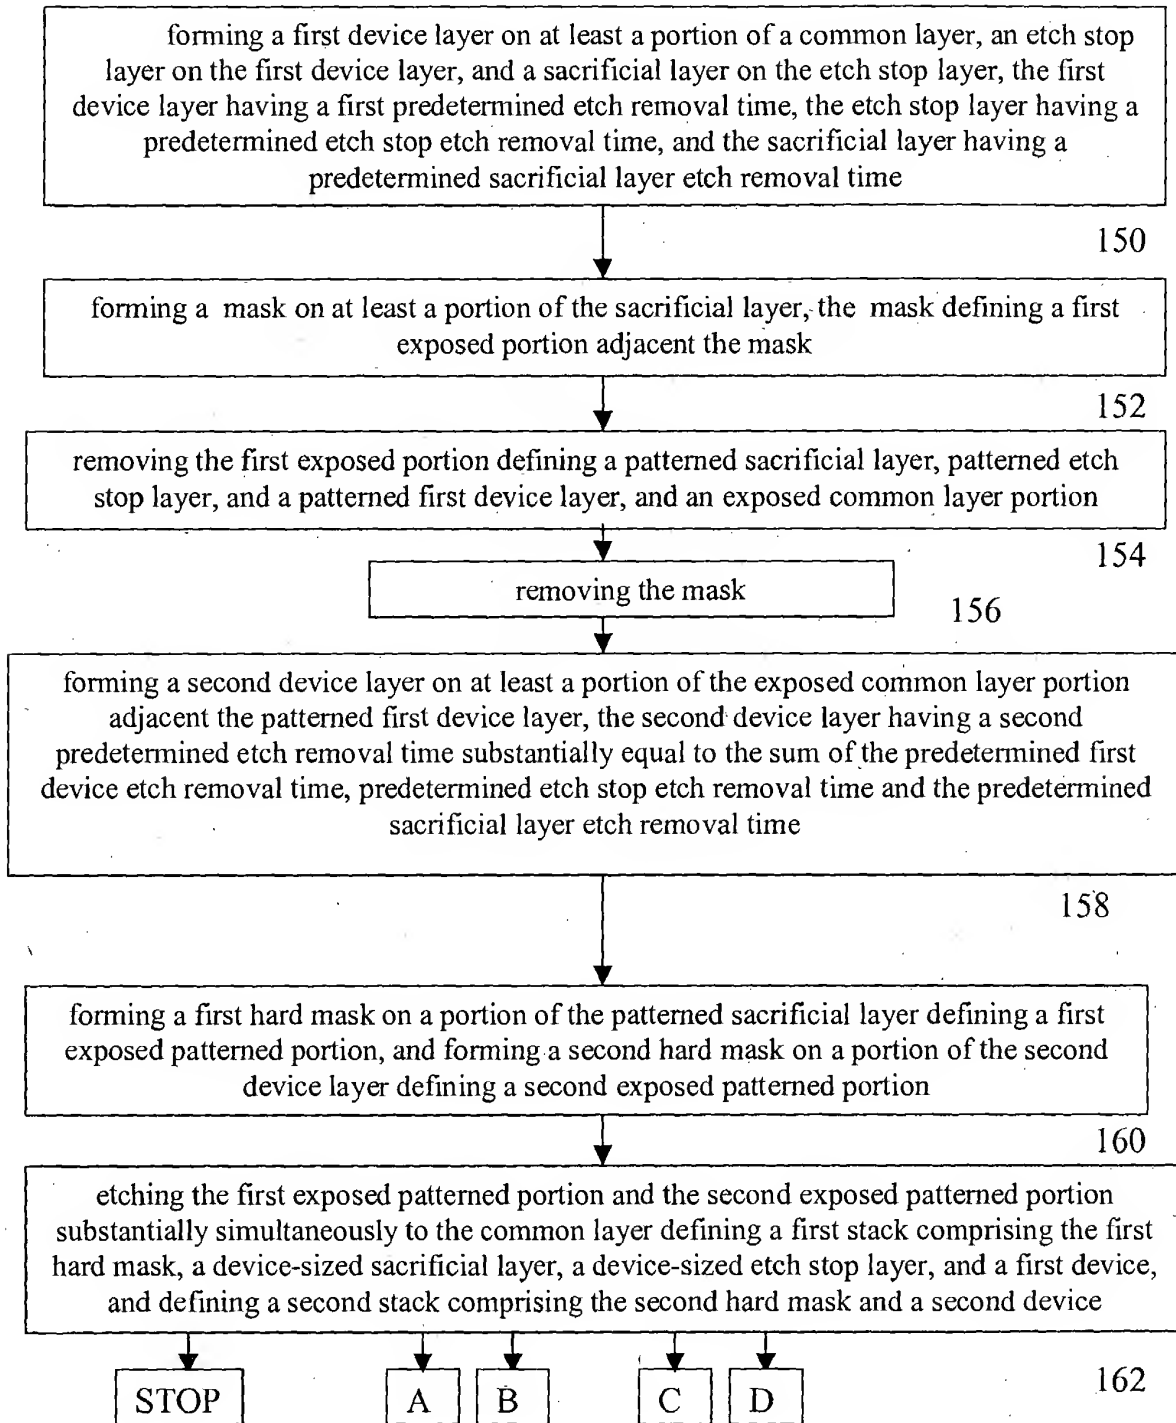 forming a first device layer on at least a portion of a common layer, an etch stop
layer on the first device layer, and a sacrificial layer on the etch stop layer, the first
device layer having a first predetermined etch removal time, the etch stop layer having a
predetermined etch stop etch removal time, and the sacrificial layer having a
predetermined sacrificial layer etch removal time
150
forming a mask on at least a portion of the sacrificial layer, the mask defining a first
exposed portion adjacent the mask
152
removing the first exposed portion defining a patterned sacrificial layer, patterned etch
stop layer, and a patterned first device layer, and an exposed common layer portion
154
removing the mask
156
forming a second device layer on at least a portion of the exposed common layer portion
adjacent the patterned first device layer, the second device layer having a second
predetermined etch removal time substantially equal to the sum of the predetermined first
device etch removal time, predetermined etch stop etch removal time and the predetermined
sacrificial layer etch removal time
158
forming a first hard mask on a portion of the patterned sacrificial layer defining a first
exposed patterned portion, and forming a second hard mask on a portion of the second
device layer defining a second exposed patterned portion
160
etching the first exposed patterned portion and the second exposed patterned portion
substantially simultaneously to the common layer defining a first stack comprising the first
hard mask, a device-sized sacrificial layer, a device-sized etch stop layer, and a first device,
and defining a second stack comprising the second hard mask and a second device
162
STOP A B C D